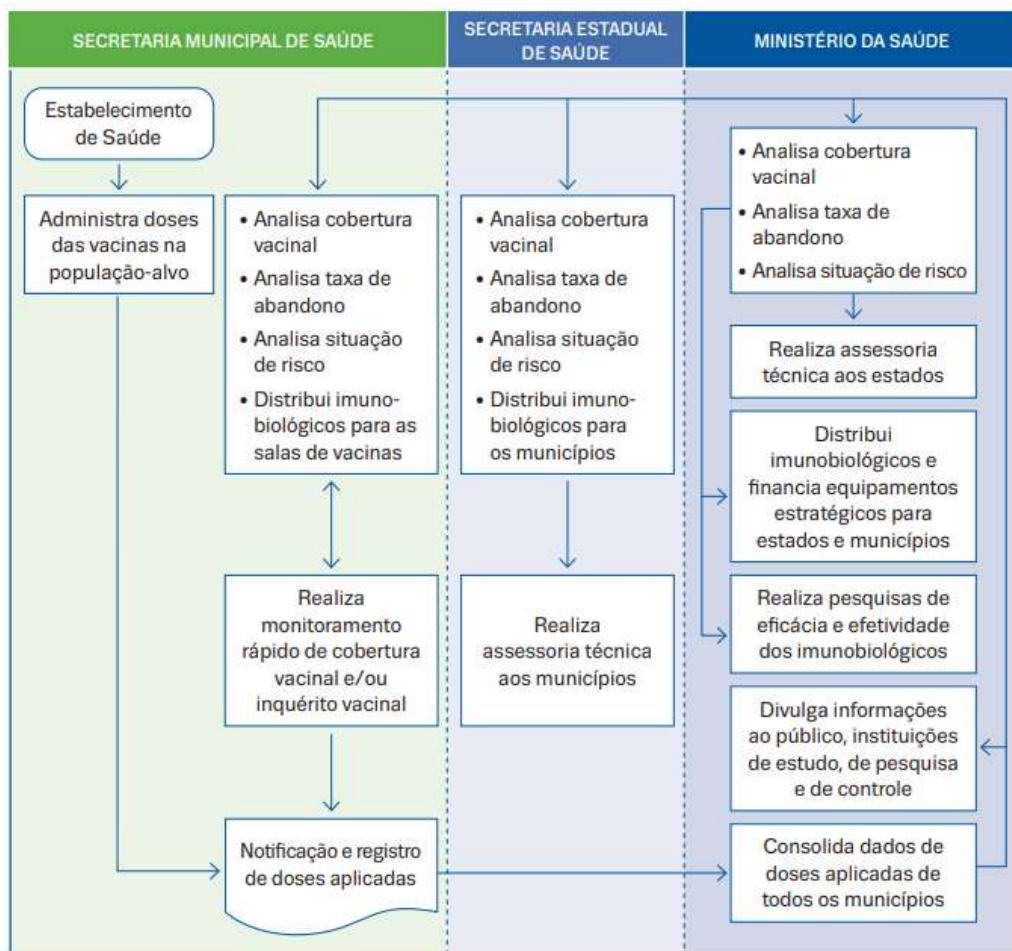 SECRETARIA MUNICIPAL DE SAÚDE
SECRETARIA ESTADUAL
DE SAÚDE
MINISTÉRIO DA SAÚDE
Estabelecimento
de Saúde
Administra doses
das vacinas na
população-alvo
• Analisa cobertura
vacinal
• Analisa taxa de
abandono
• Analisa situação
de risco
• Distribui imuno-
biológicos para as
salas de vacinas
Realiza
monitoramento
rápido de cobertura
vacinal e/ou
inquérito vacinal
Notificação e registro
de doses aplicadas
• Analisa cobertura
vacinal
• Analisa taxa de
abandono
• Analisa situação
de risco
• Distribui imuno-
biológicos para
os municípios
Realiza
assessoria técnica
aos municípios
• Analisa cobertura
vacinal
• Analisa taxa de
abandono
• Analisa situação de risco
Realiza assessoria
técnica aos estados
Distribui
imunobiológicos e
financia equipamentos
estratégicos para
estados e municípios
Realiza pesquisas de
eficácia e efetividade
dos imunobiológicos
Divulga informações
ao público, instituições
de estudo, de pesquisa
e de controle
Consolida dados de
doses aplicadas de
todos os municípios